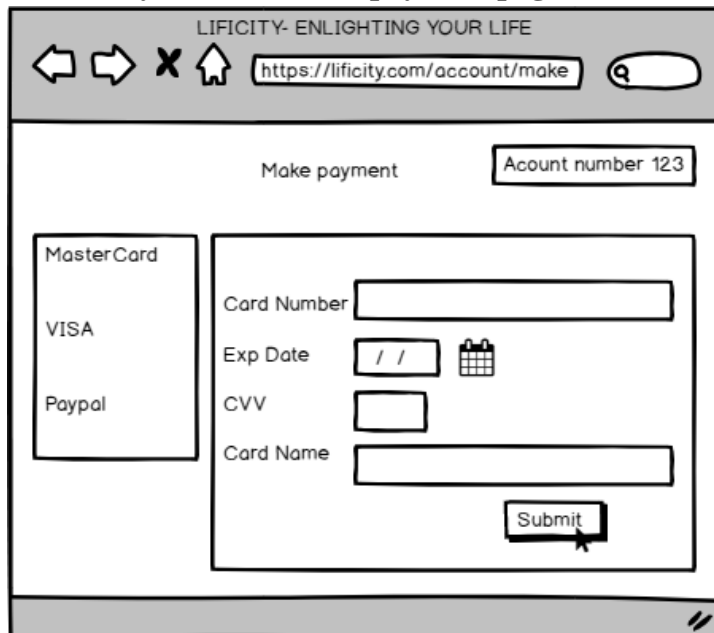 LIFICITY- ENLIGHTING YOUR LIFE
https://lificity.com/account/make
Make payment
Acount number 123
MasterCard
VISA
Paypal
Card Number
Exp Date
/ /
CVV
Card Name
Submit